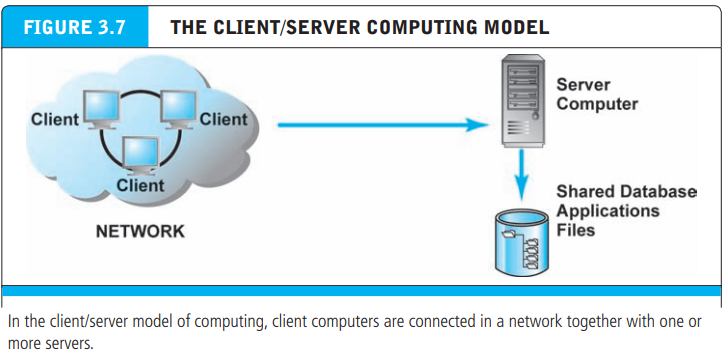 FIGURE 3.7
THE CLIENT/SERVER COMPUTING MODEL
Client
Client
Client
NETWORK
Server
Computer
Shared Database
Applications
Files
In the client/server model of computing, client computers are connected in a network together with one or
more servers.